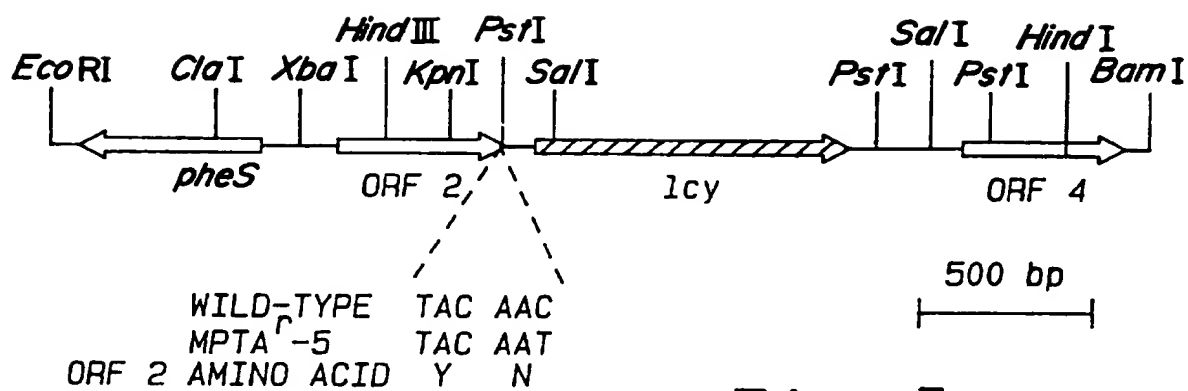 HindIII PstI SalI HindI
EcoRI ClaI XbaI KpnI SalI PstI PstI BamI
pheS ORF 2 lcy ORF 4
500 bp
WILD-TYPE TAC AAC
MPTAʳ-5 TAC AAT
ORF 2 AMINO ACID Y N